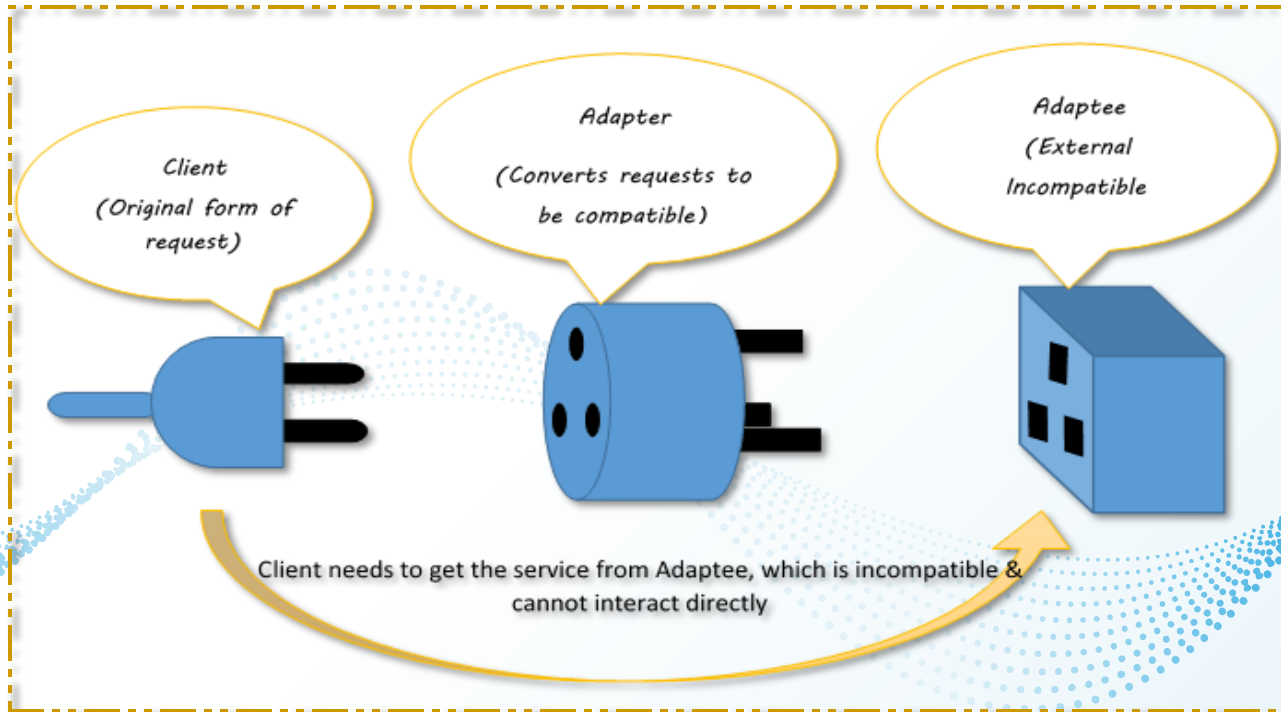 Client
(Original form of
request)
Adapter
(Converts requests to
be compatible)
Adaptee
(External
Incompatible
Client needs to get the service from Adaptee, which is incompatible &
cannot interact directly